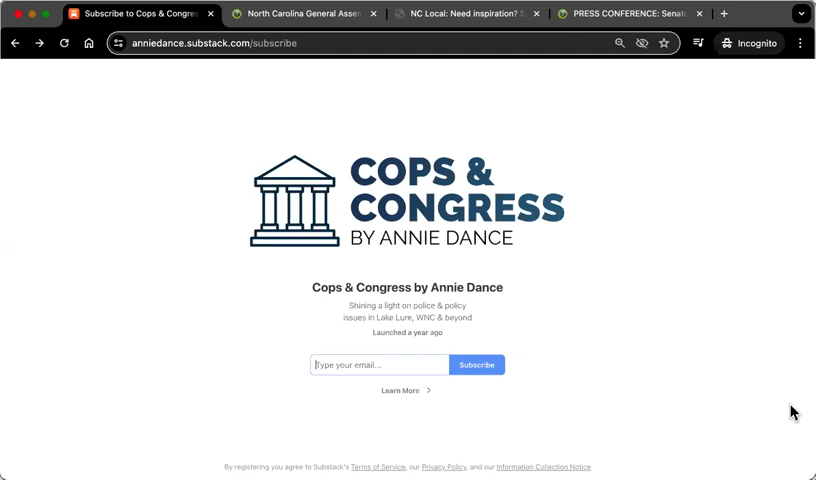 Subscribe to Cops & Congres
North Carolina General Assem
NC Local: Need inspiration? S
PRESS CONFERENCE: Senato
anniedance.substack.com/subscribe
Incognito
COPS &
CONGRESS
BY ANNIE DANCE
Cops & Congress by Annie Dance
Shining a light on police & policy
issues in Lake Lure, WNC & beyond
Launched a year ago
Type your email...
Subscribe
Learn More
By registering you agree to Substack's Terms of Service, our Privacy Policy, and our Information Collection Notice